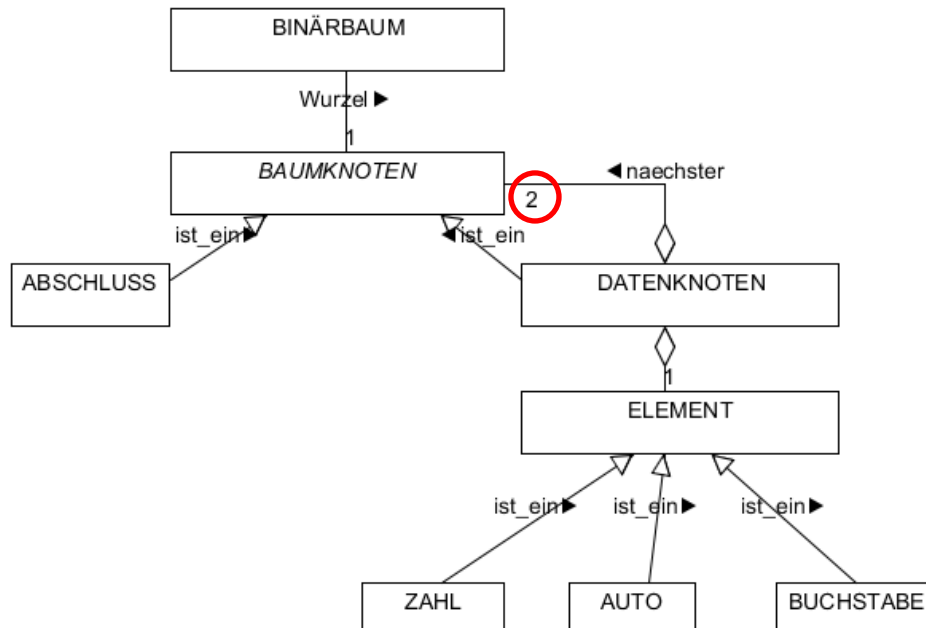 BINÄRBAUM
Wurzel ►
1
BAUMKNOTEN
◄ naechster
2
ist_ein►
◄ist_ein
ABSCHLUSS
DATENKNOTEN
1
ELEMENT
ist_ein►
ist_ein►
ist_ein►
ZAHL
AUTO
BUCHSTABE